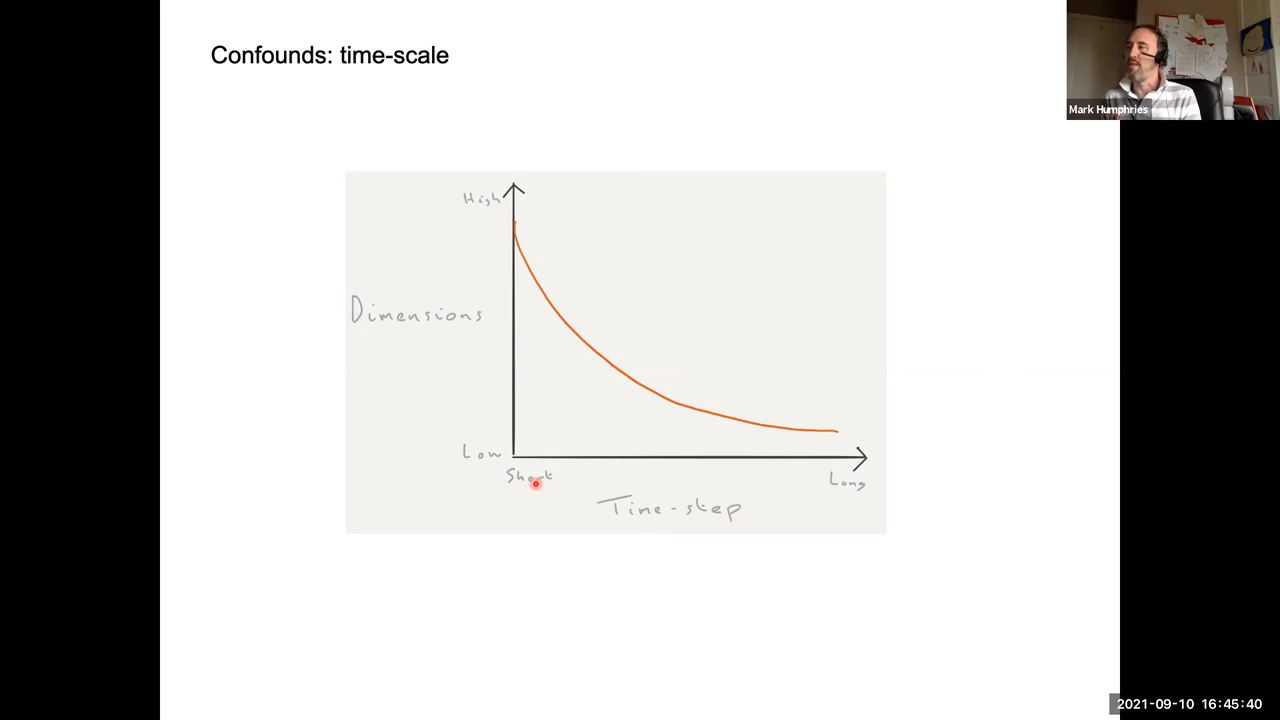 Confounds: time-scale
Mark Humphries
High
Dimensions
Low
Short
Long
Time-step
2021-09-10 16:45:40